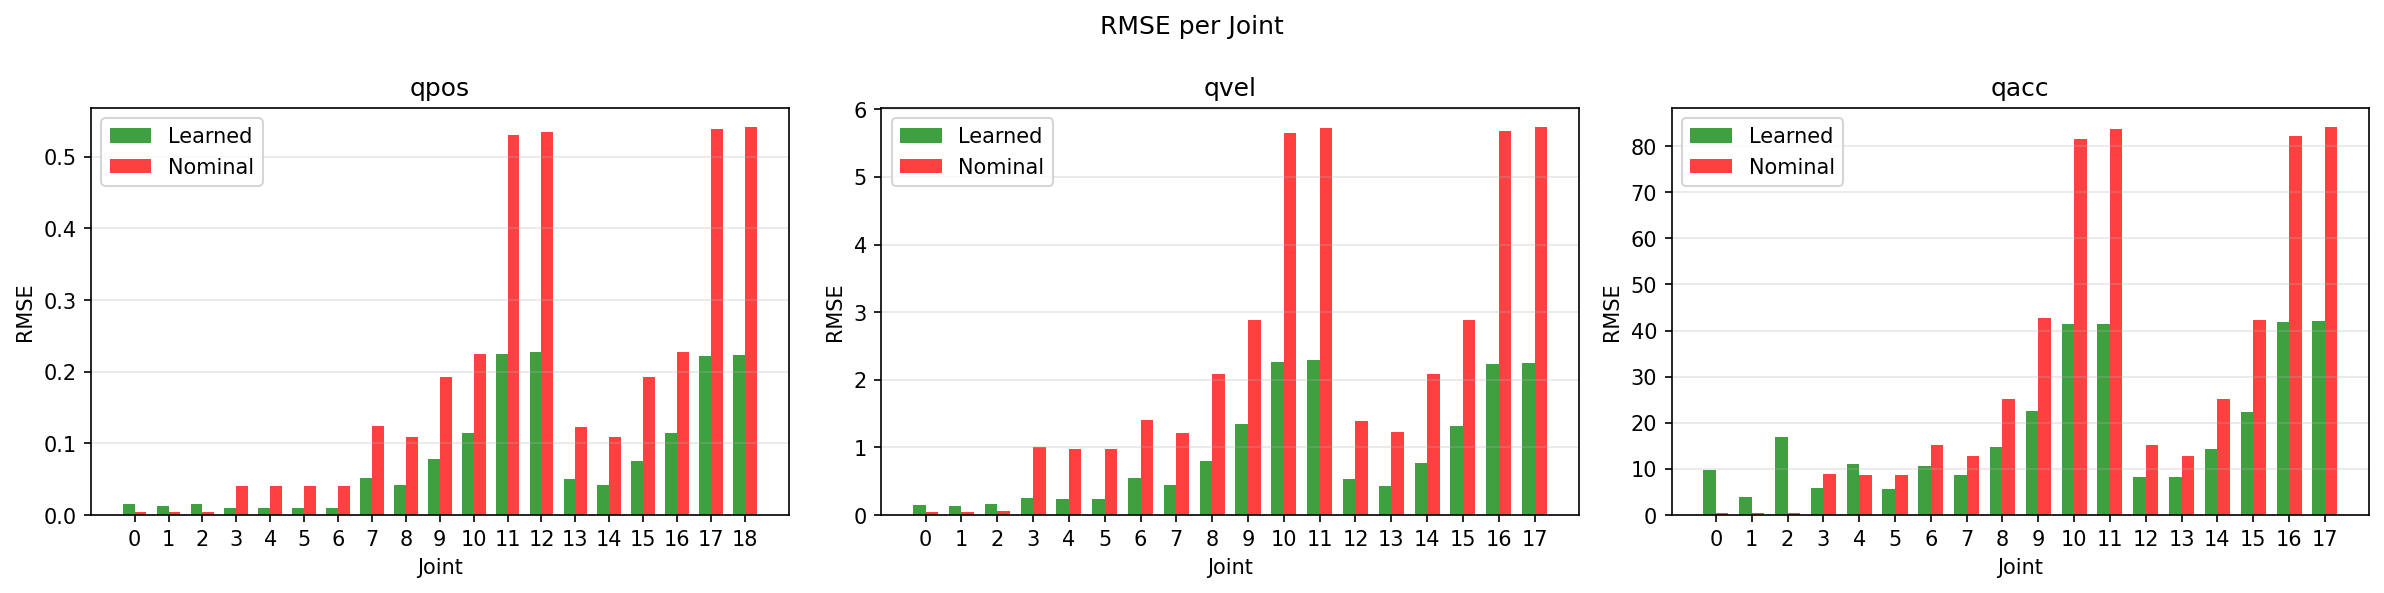 RMSE per Joint
qpos
RMSE
0.5
0.4
0.3
0.2
0.1
0.0
Learned
Nominal
0 1 2 3 4 5 6 7 8 9 10 11 12 13 14 15 16 17 18
Joint
qvel
RMSE
6
5
4
3
2
1
0
Learned
Nominal
0 1 2 3 4 5 6 7 8 9 10 11 12 13 14 15 16 17
Joint
qacc
RMSE
80
70
60
50
40
30
20
10
0
Learned
Nominal
0 1 2 3 4 5 6 7 8 9 10 11 12 13 14 15 16 17
Joint